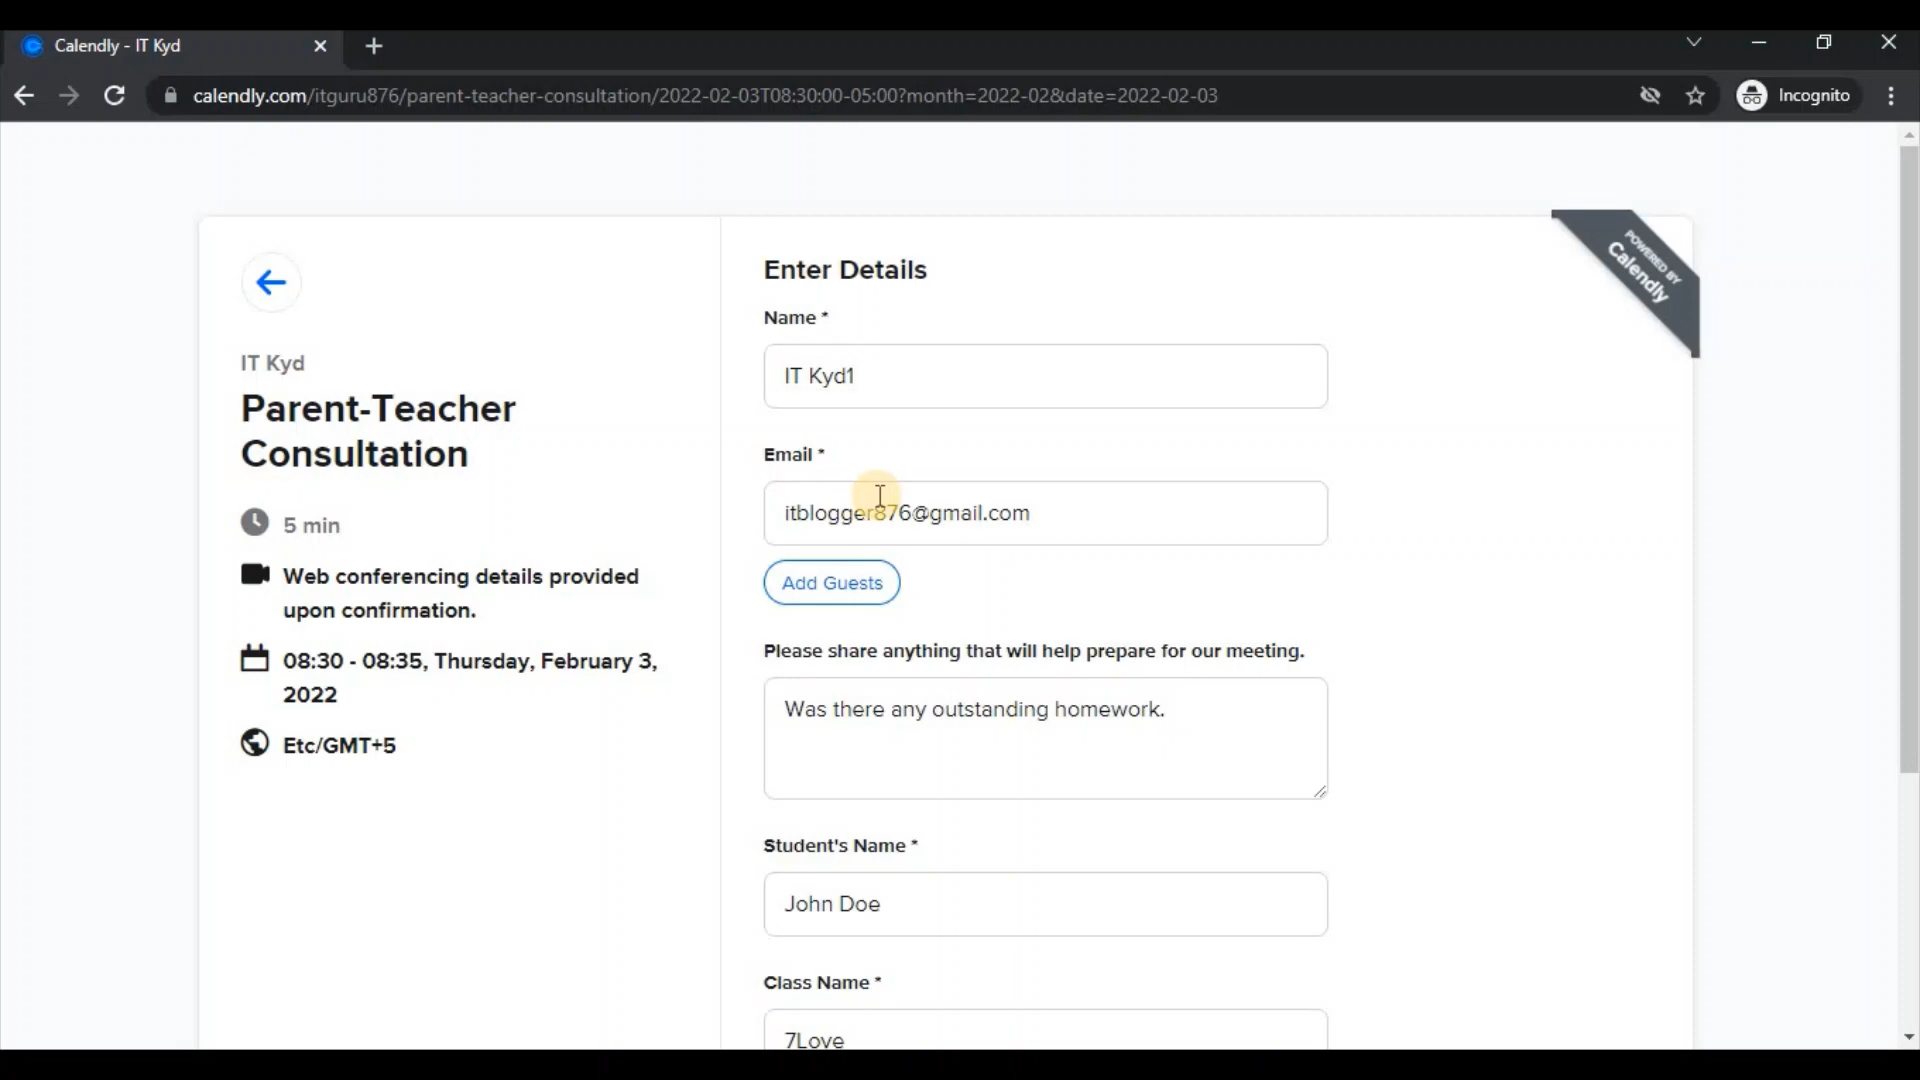 Calendly - IT Kyd
calendly.com/itguru876/parent-teacher-consultation/2022-02-03T08:30:00-05:00?month=2022-02&date=2022-02-03
Incognito
POWERED BY
Calendly
IT Kyd
Parent-Teacher
Consultation
5 min
Web conferencing details provided
upon confirmation.
08:30 - 08:35, Thursday, February 3,
2022
Etc/GMT+5
Enter Details
Name *
IT Kyd1
Email *
itblogger876@gmail.com
Add Guests
Please share anything that will help prepare for our meeting.
Was there any outstanding homework.
Student's Name *
John Doe
Class Name *
7Love